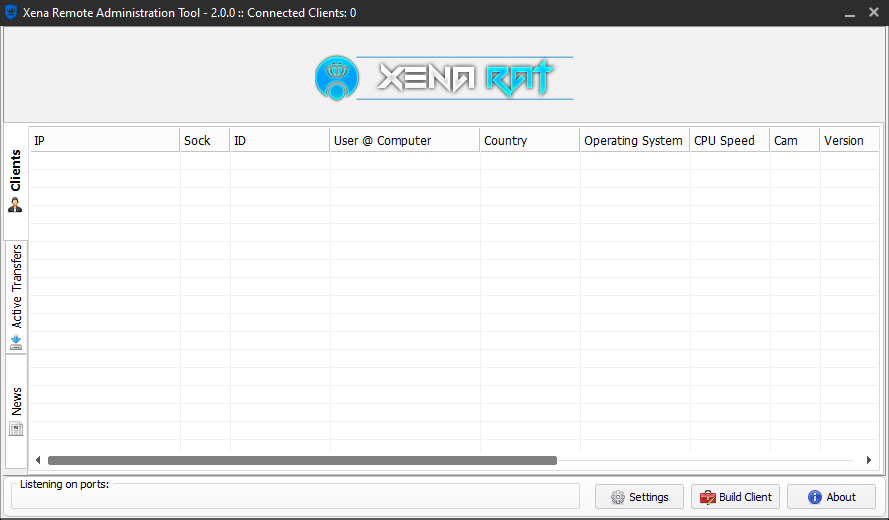 Xena Remote Administration Tool - 2.0.0 :: Connected Clients: 0
XENA RAT
Clients
Active Transfers
News
IP Sock ID User @ Computer Country Operating System CPU Speed Cam Version
Listening on ports:
Settings Build Client About